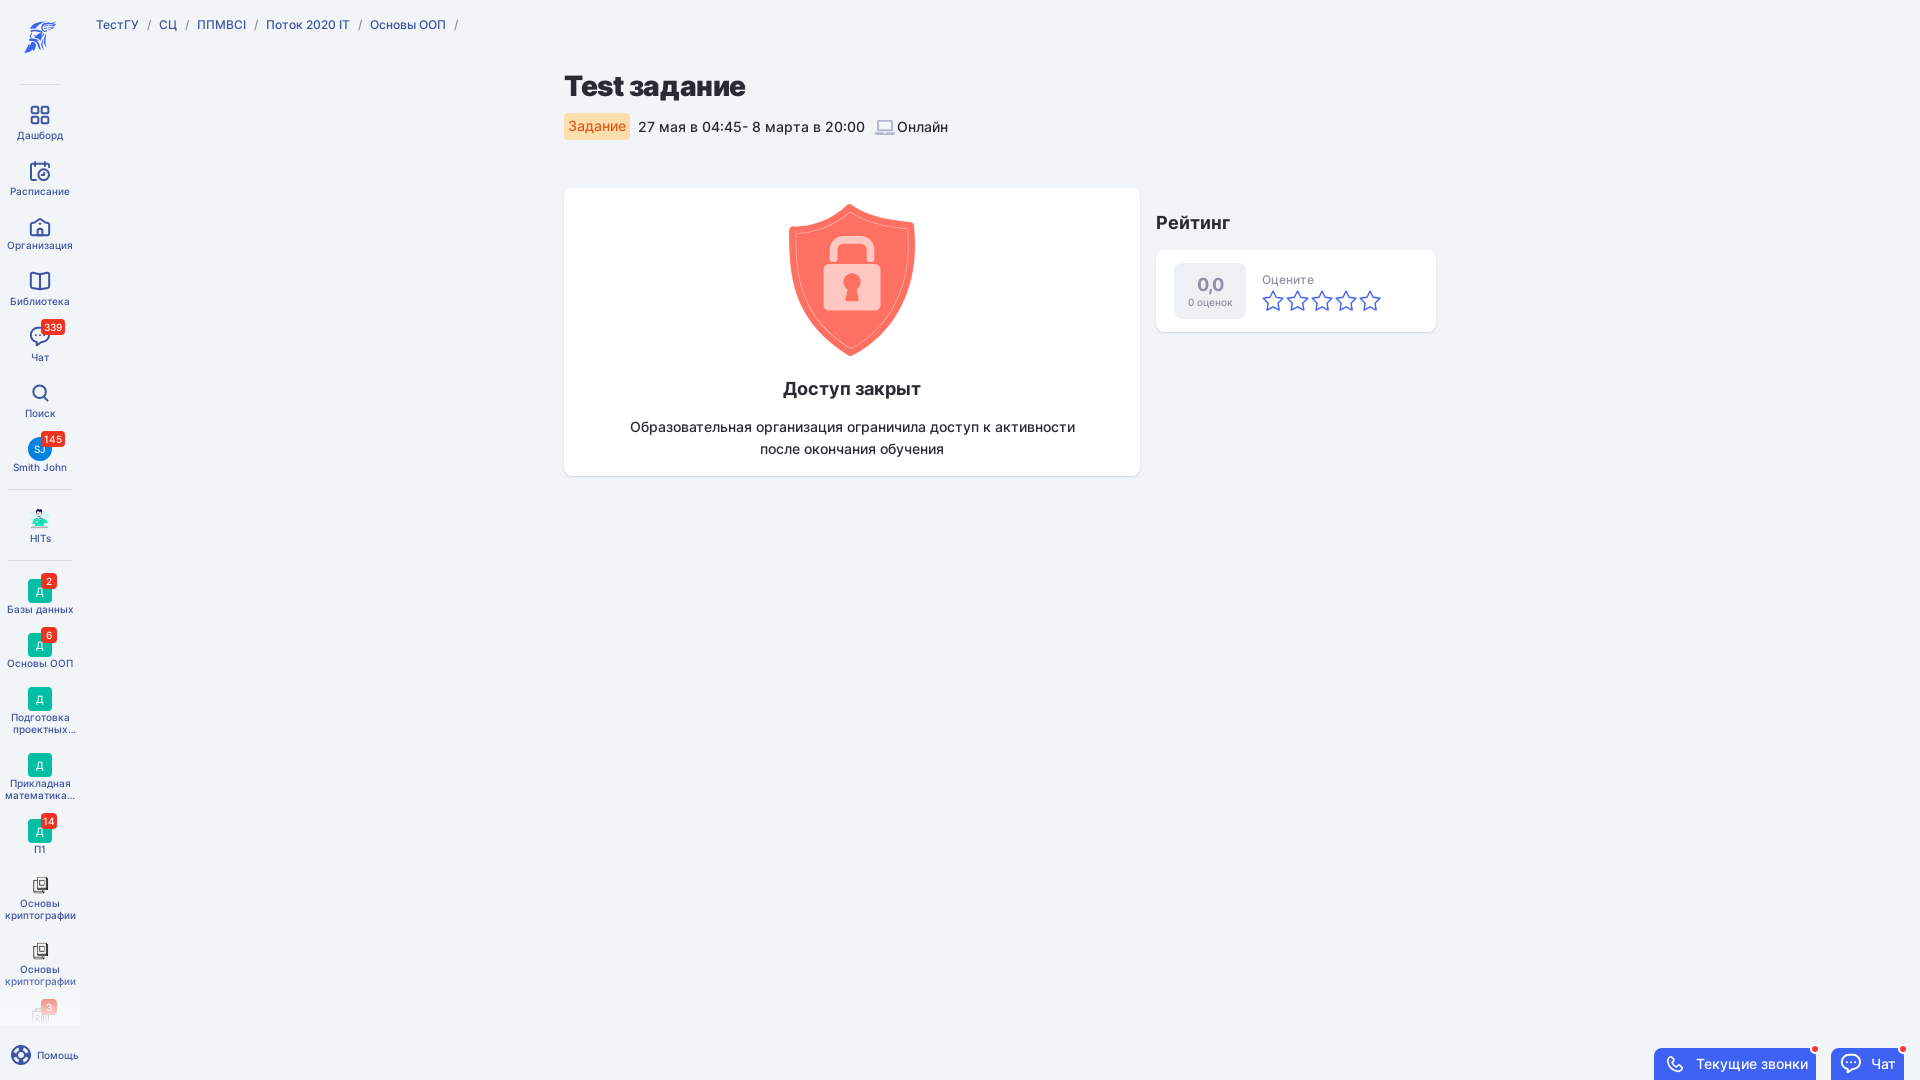 ТестГУ / СЦ / ППМВСІ / Поток 2020 IT / Основы ООП /
Test задание
Задание 27 мая в 04:45- 8 марта в 20:00 Онлайн
Доступ закрыт
Образовательная организация ограничила доступ к активности
после окончания обучения
Рейтинг
0,0
0 оценок
Оцените
Дашборд
Расписание
Организация
Библиотека
339
Чат
Поиск
145
SJ
Smith John
HITs
2
Д
Базы данных
6
Д
Основы ООП
Д
Подготовка
проектных...
Д
Прикладная
математика...
14
Д
П1
Основы
криптографии
Основы
криптографии
3
Помощь
Текущие звонки
Чат